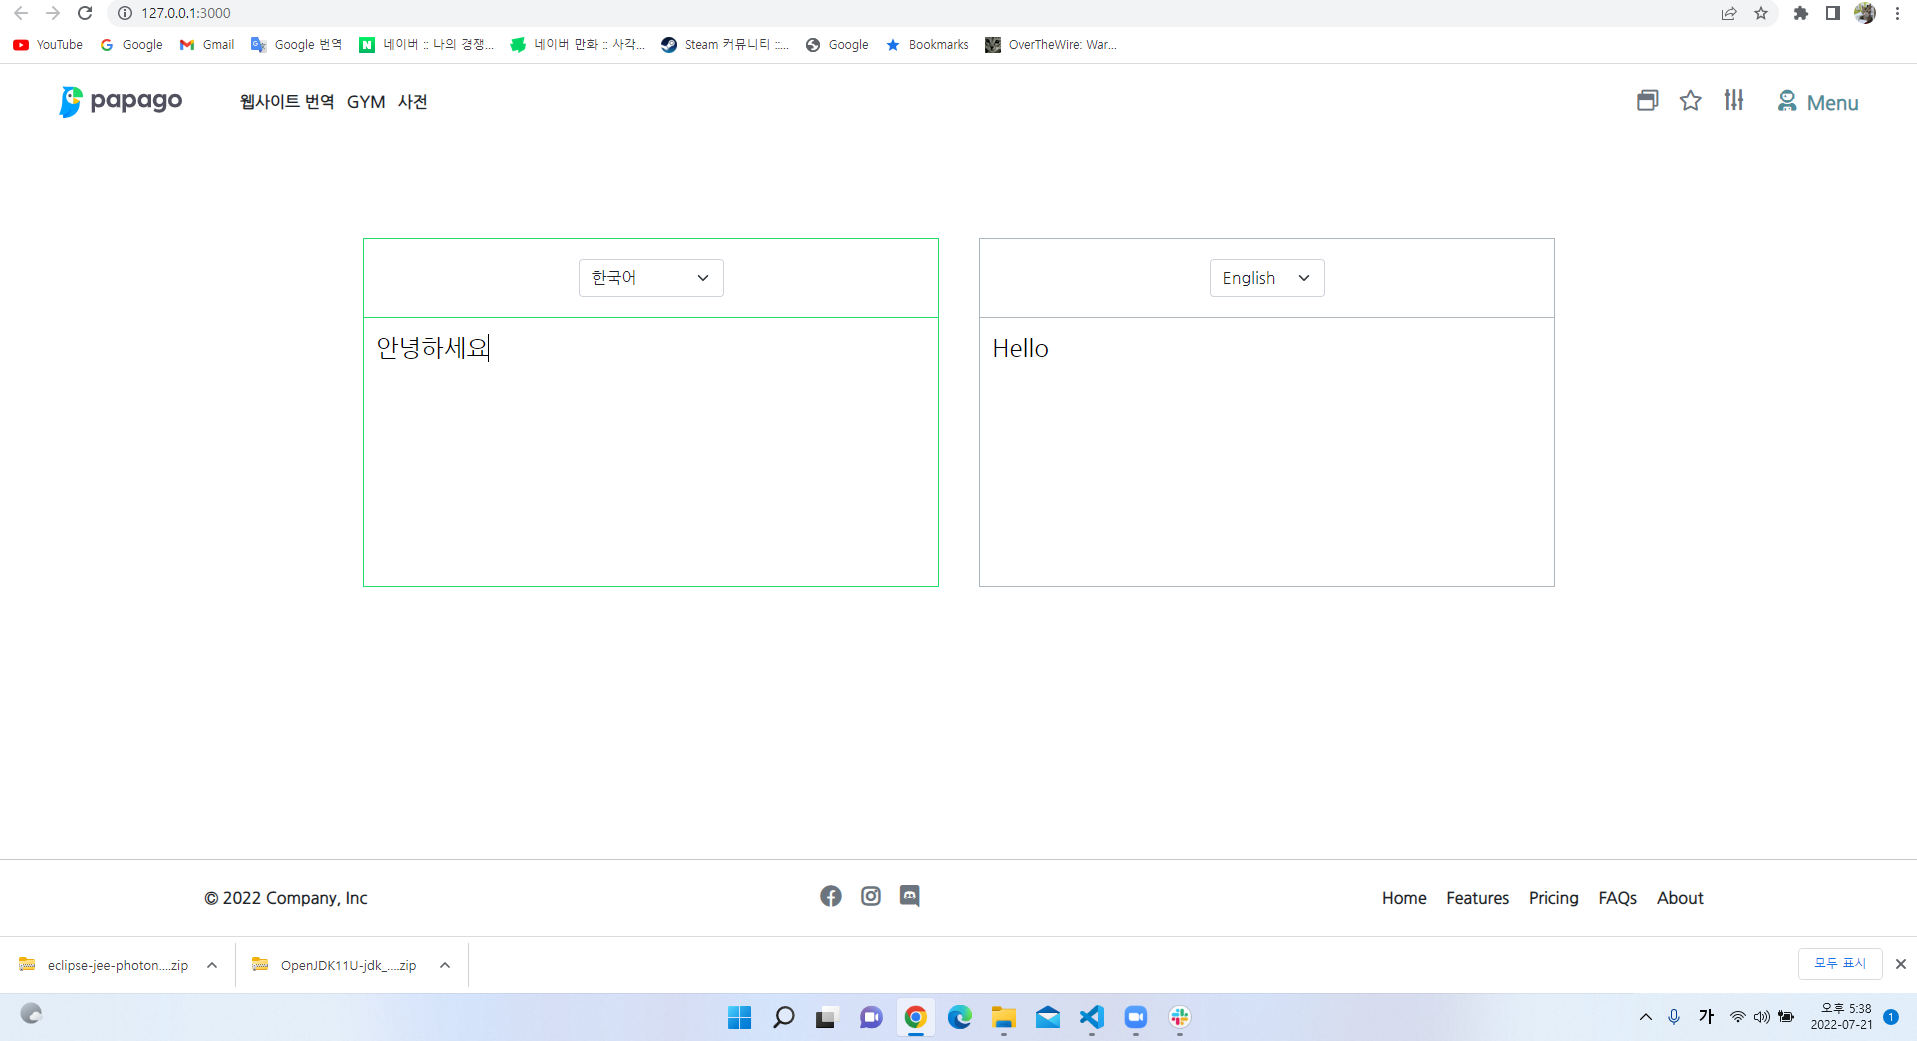 127.0.0.1:3000
YouTube Google Gmail Google 번역 네이버 :: 나의 경쟁... 네이버 만화 :: 사각... Steam 커뮤니티 ::... Google Bookmarks OverTheWire: War...
papago 웹사이트 번역 GYM 사전 Menu
한국어 English
안녕하세요 Hello
© 2022 Company, Inc Home Features Pricing FAQs About
eclipse-jee-photon....zip OpenJDK11U-jdk_....zip 모두 표시
가 오후 5:38
2022-07-21 1